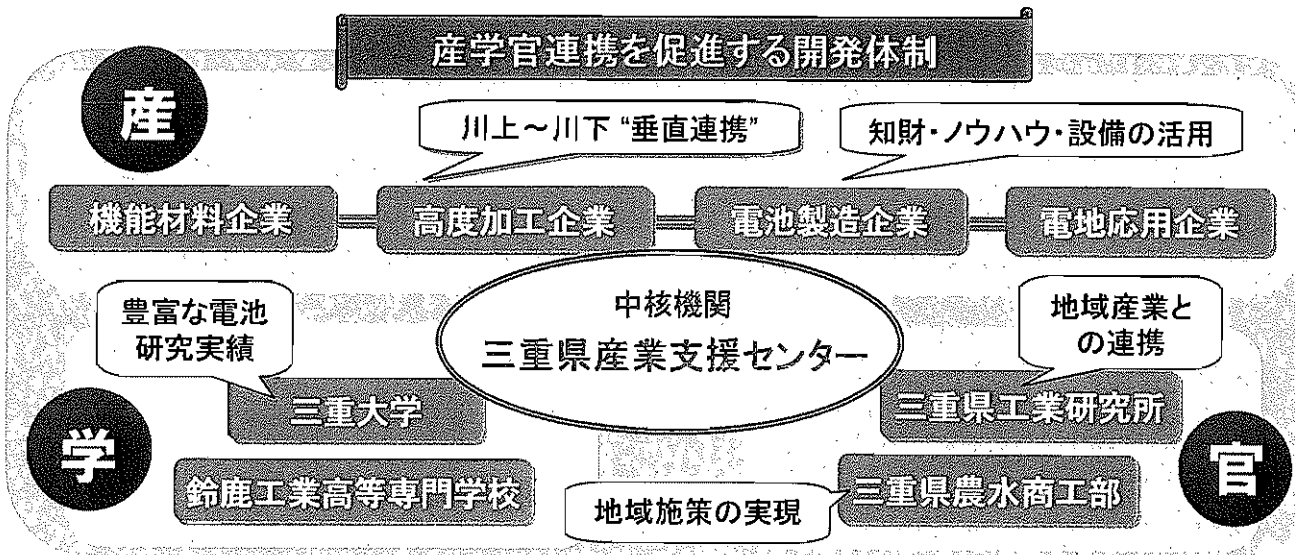 産学官連携を促進する開発体制
産
川上～川下 “垂直連携”
知財・ノウハウ・設備の活用
機能材料企業
高度加工企業
電池製造企業
電地応用企業
中核機関
三重県産業支援センター
豊富な電池
研究実績
地域産業と
の連携
三重大学
三重県工業研究所
学
官
鈴鹿工業高等専門学校
地域施策の実現
三重県農水商工部